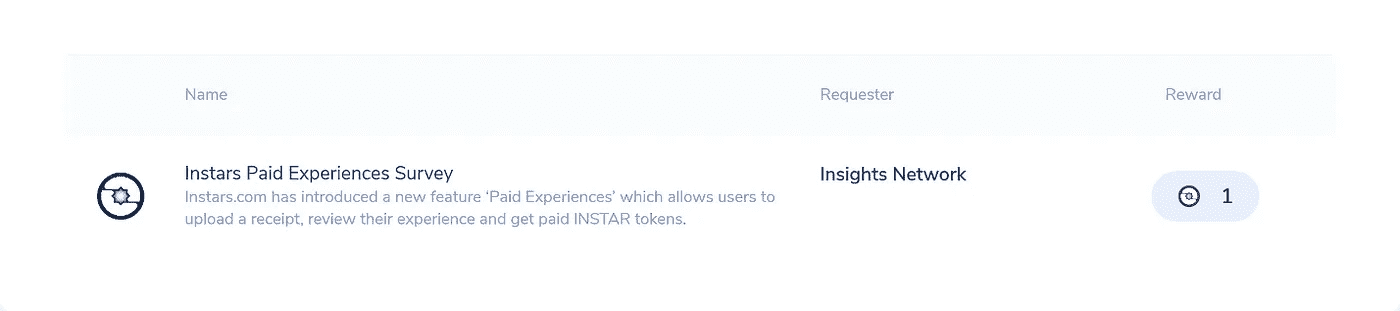 Name Requester Reward
Instars Paid Experiences Survey Insights Network
Instars.com has introduced a new feature ‘Paid Experiences’ which allows users to
upload a receipt, review their experience and get paid INSTAR tokens.
1